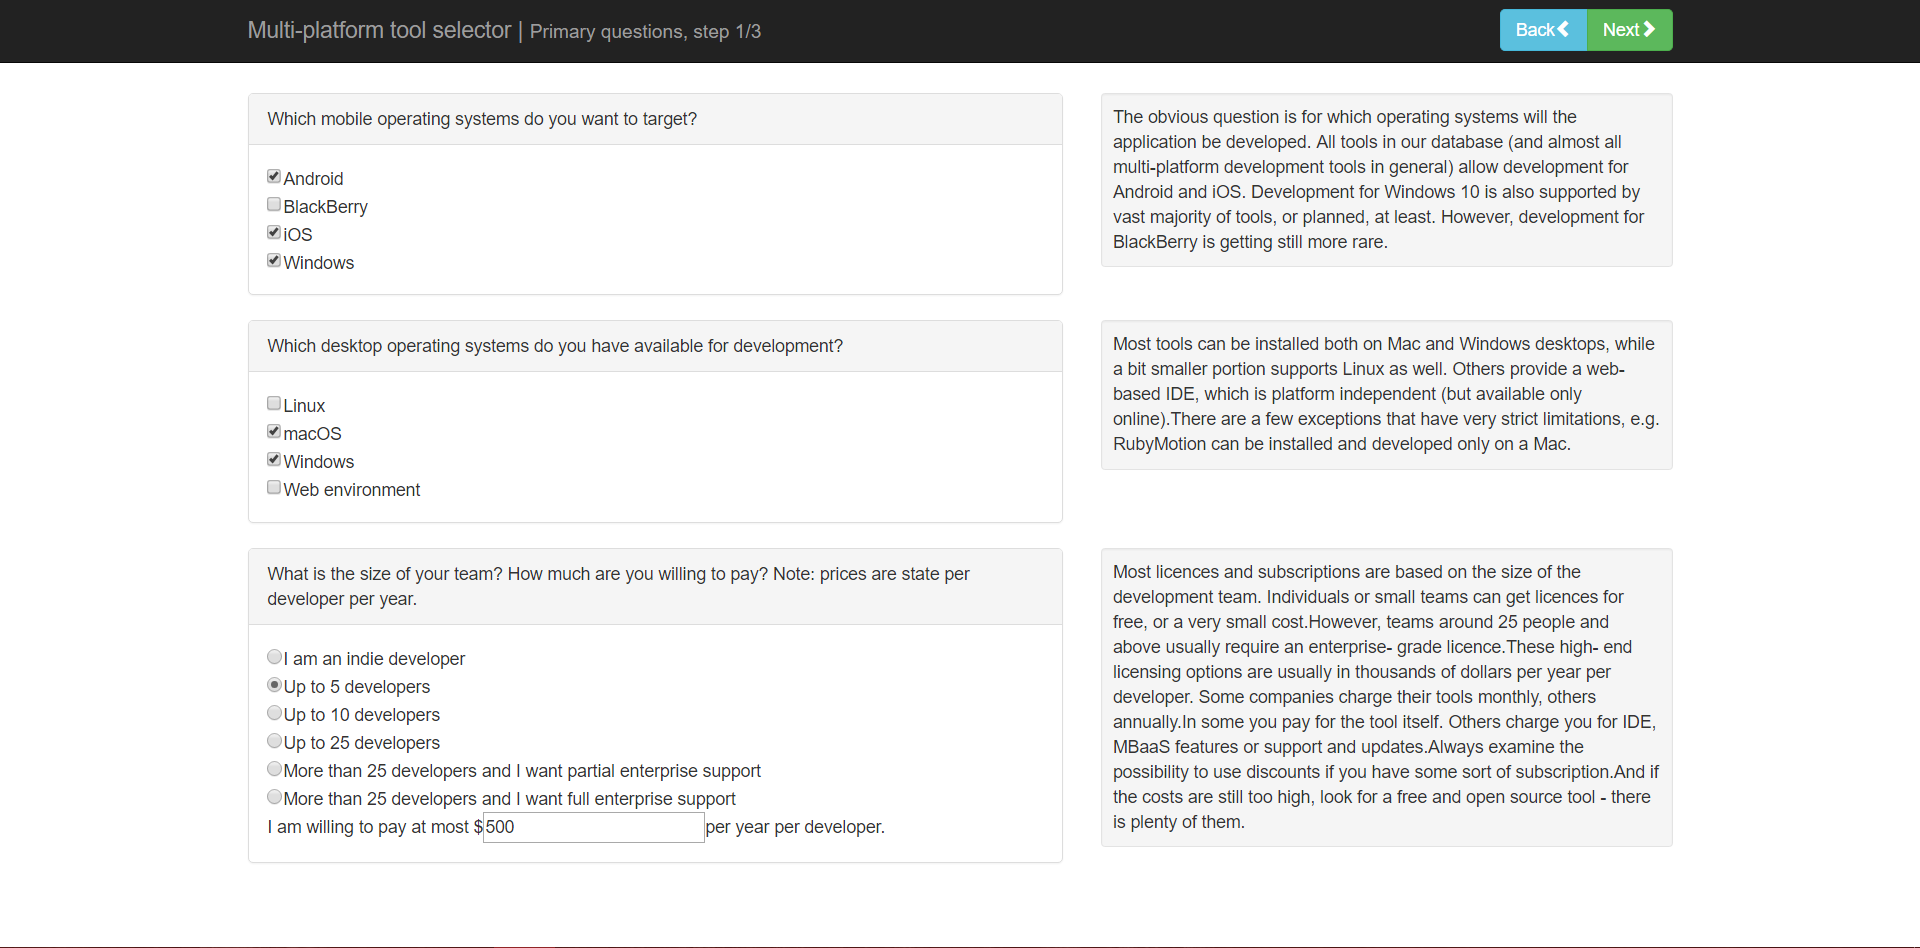 Multi-platform tool selector | Primary questions, step 1/3
Back
Next
Which mobile operating systems do you want to target?
Android
BlackBerry
iOS
Windows
The obvious question is for which operating systems will the
application be developed. All tools in our database (and almost all
multi-platform development tools in general) allow development for
Android and iOS. Development for Windows 10 is also supported by
vast majority of tools, or planned, at least. However, development for
BlackBerry is getting still more rare.
Which desktop operating systems do you have available for development?
Linux
macOS
Windows
Web environment
Most tools can be installed both on Mac and Windows desktops, while
a bit smaller portion supports Linux as well. Others provide a web-
based IDE, which is platform independent (but available only
online).There are a few exceptions that have very strict limitations, e.g.
RubyMotion can be installed and developed only on a Mac.
What is the size of your team? How much are you willing to pay? Note: prices are state per
developer per year.
I am an indie developer
Up to 5 developers
Up to 10 developers
Up to 25 developers
More than 25 developers and I want partial enterprise support
More than 25 developers and I want full enterprise support
I am willing to pay at most $500 per year per developer.
Most licences and subscriptions are based on the size of the
development team. Individuals or small teams can get licences for
free, or a very small cost.However, teams around 25 people and
above usually require an enterprise- grade licence.These high- end
licensing options are usually in thousands of dollars per year per
developer. Some companies charge their tools monthly, others
annually.In some you pay for the tool itself. Others charge you for IDE,
MBaaS features or support and updates.Always examine the
possibility to use discounts if you have some sort of subscription.And if
the costs are still too high, look for a free and open source tool - there
is plenty of them.